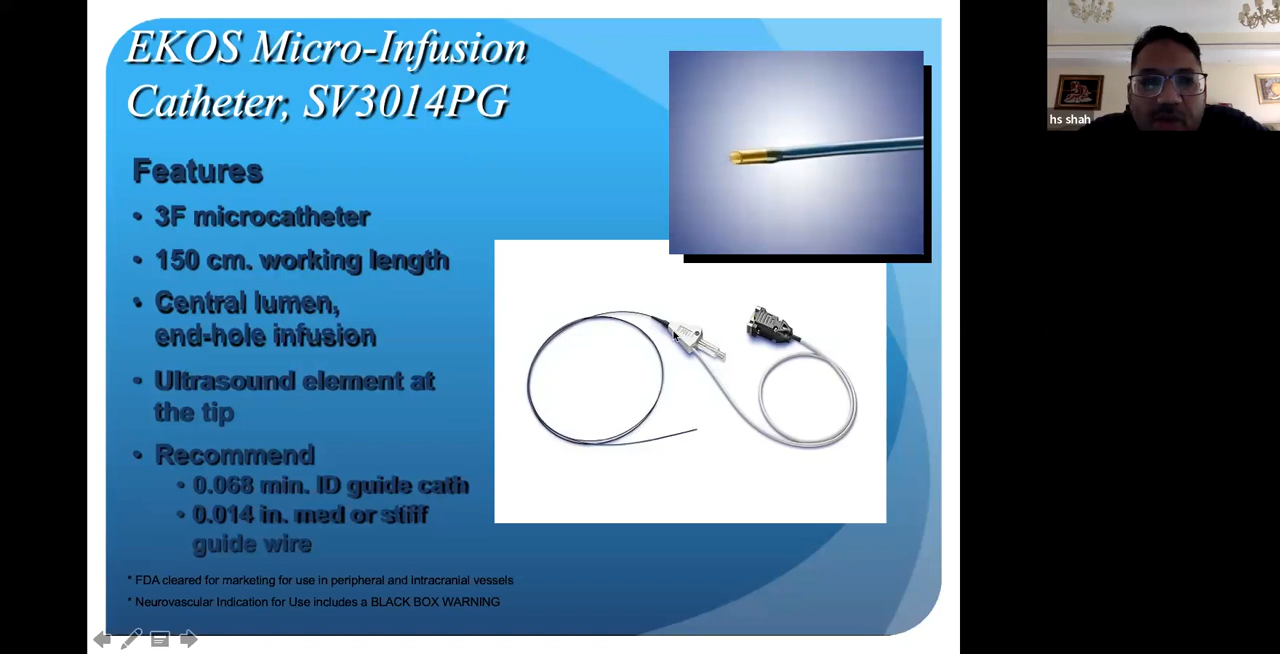 EKOS Micro-Infusion
Catheter, SV3014PG
Features
• 3F microcatheter
• 150 cm. working length
• Central lumen,
end-hole infusion
• Ultrasound element at
the tip
• Recommend
• 0.068 min. ID guide cath
• 0.014 in. med or stiff
guide wire
* FDA cleared for marketing for use in peripheral and intracranial vessels
* Neurovascular Indication for Use includes a BLACK BOX WARNING
hs shah